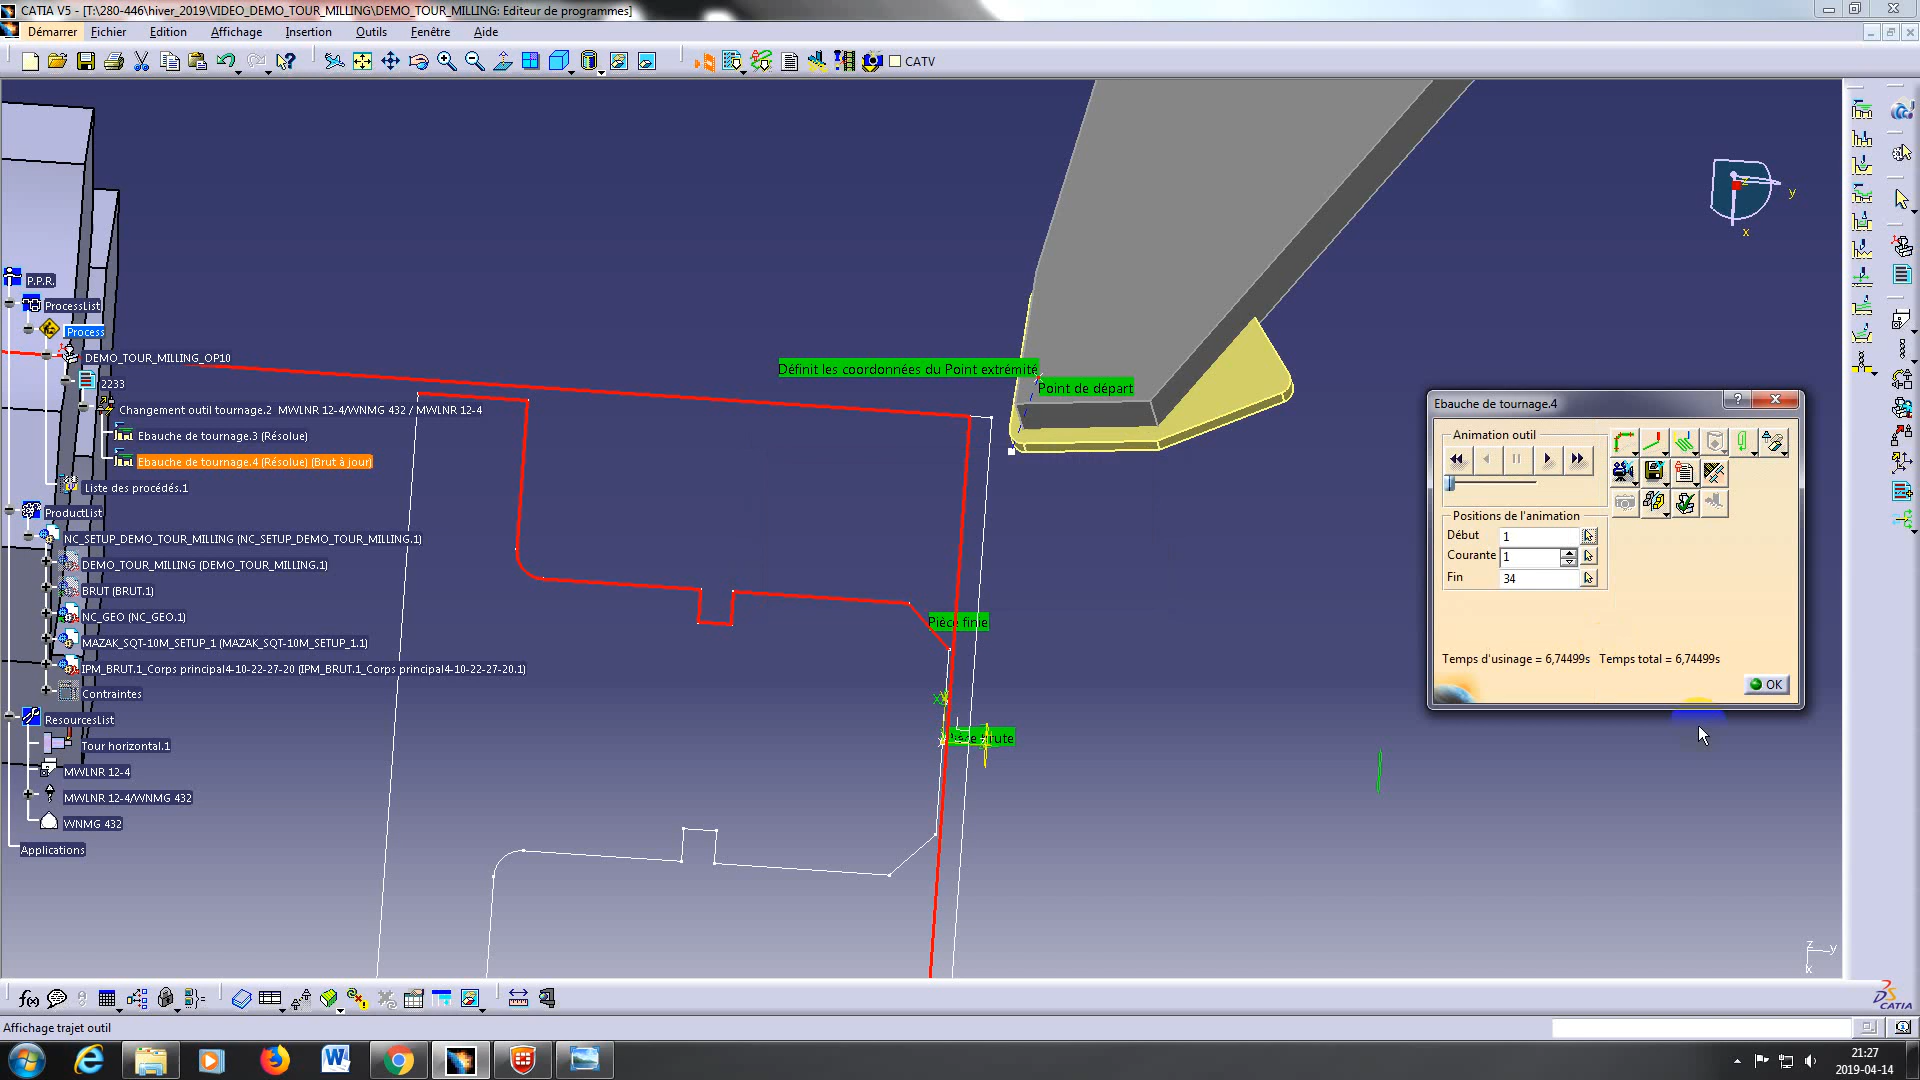 CATIA V5 - [T:\280-446\hiver_2019\VIDEO_DEMO_TOUR_MILLING\DEMO_TOUR_MILLING: Editeur de programmes]
Démarrer Fichier Edition Affichage Insertion Outils Fenêtre Aide
CATV
y
x
P.P.R.
ProcessList
Process
DEMO_TOUR_MILLING_OP10
2233
Changement outil tournage.2 MWLNR 12-4/WNMG 432 / MWLNR 12-4
Ebauche de tournage.3 (Résolue)
Ebauche de tournage.4 (Résolue) (Brut à jour)
Liste des procédés.1
ProductList
NC_SETUP_DEMO_TOUR_MILLING (NC_SETUP_DEMO_TOUR_MILLING.1)
DEMO_TOUR_MILLING (DEMO_TOUR_MILLING.1)
BRUT (BRUT.1)
NC_GEO (NC_GEO.1)
MAZAK_SQT-10M_SETUP_1 (MAZAK_SQT-10M_SETUP_1.1)
IPM_BRUT.1_Corps principal4-10-22-27-20 (IPM_BRUT.1_Corps principal4-10-22-27-20.1)
Contraintes
ResourcesList
Tour horizontal.1
MWLNR 12-4
MWLNR 12-4/WNMG 432
WNMG 432
Applications
Définit les coordonnées du Point extrémité
Point de départ
Pièce finie
Ebauche de tournage.4
Animation outil
Positions de l'animation
Début 1
Courante 1
Fin 34
Temps d'usinage = 6,74499s Temps total = 6,74499s
OK
z
y
x
f(x)
CATIA
Affichage trajet outil
21:27
2019-04-14